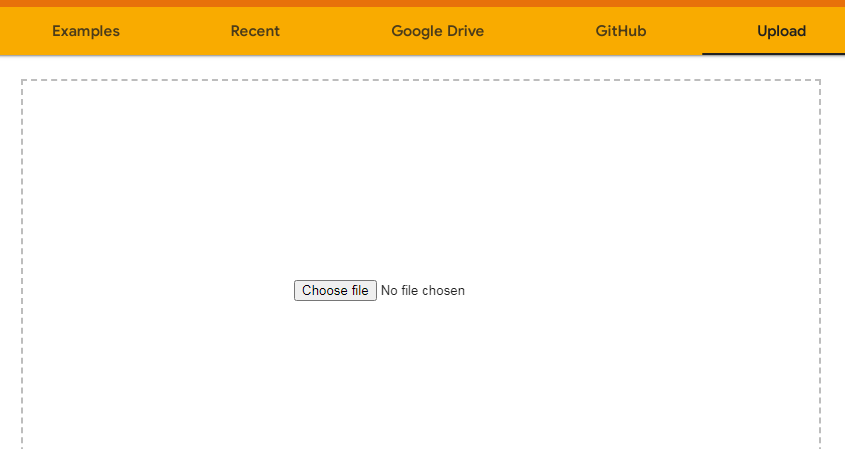 Examples Recent Google Drive GitHub Upload
Choose file No file chosen